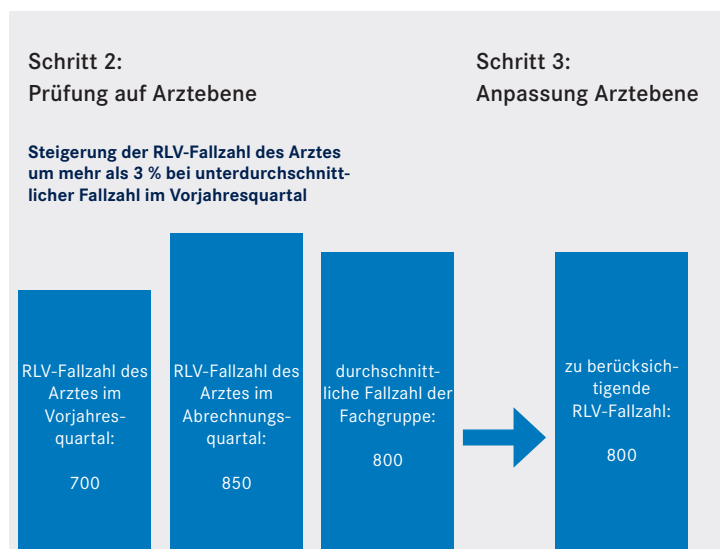 Schritt 2:
Prüfung auf Arztebene
Schritt 3:
Anpassung Arztebene
Steigerung der RLV-Fallzahl des Arztes
um mehr als 3 % bei unterdurchschnitt-
licher Fallzahl im Vorjahresquartal
RLV-Fallzahl des
Arztes im
Vorjahres-
quartal:
700
RLV-Fallzahl des
Arztes im
Abrechnungs-
quartal:
850
durchschnitt-
liche Fallzahl der
Fachgruppe:
800
zu berücksich-
tigende
RLV-Fallzahl:
800